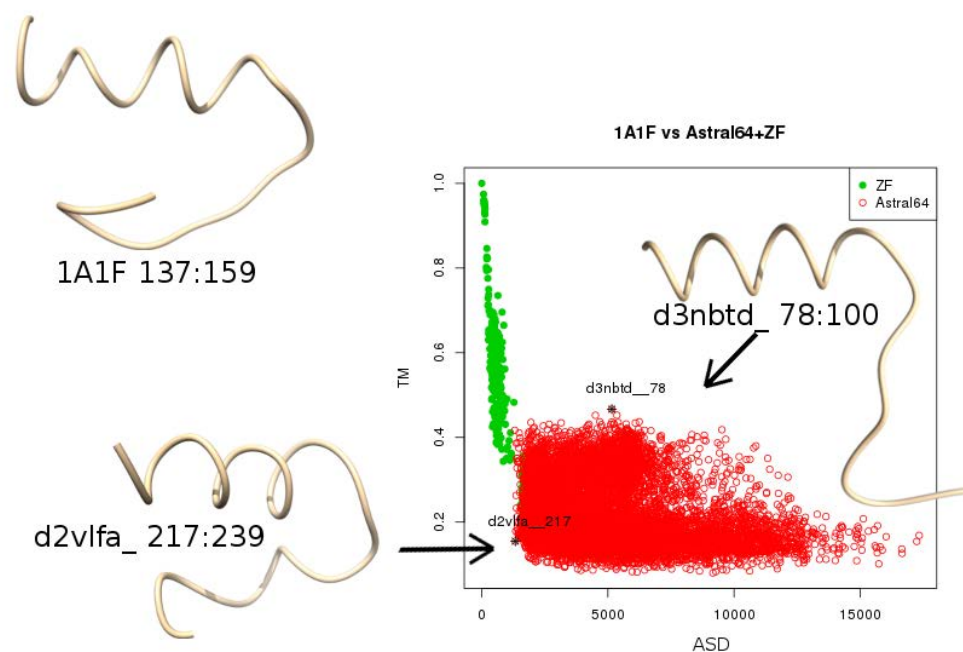 1A1F 137:159
d2vlfa_ 217:239
1A1F vs Astral64+ZF
ZF
Astral64
d3nbtd_ 78:100
d3nbtd__78
d2vlfa__217
TM
1.0
0.8
0.6
0.4
0.2
0
5000
10000
15000
ASD